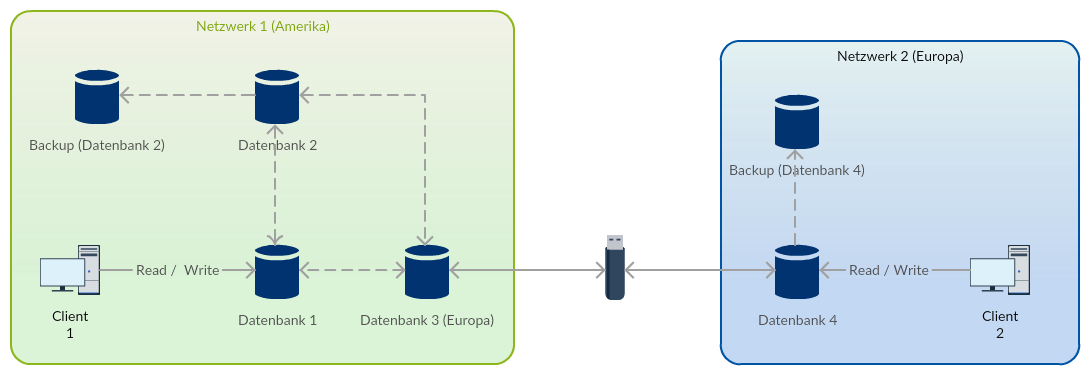 Netzwerk 1 (Amerika)
Netzwerk 2 (Europa)
Backup (Datenbank 2)
Datenbank 2
Backup (Datenbank 4)
Read / Write
Read / Write
Client
1
Datenbank 1
Datenbank 3 (Europa)
Datenbank 4
Client
2